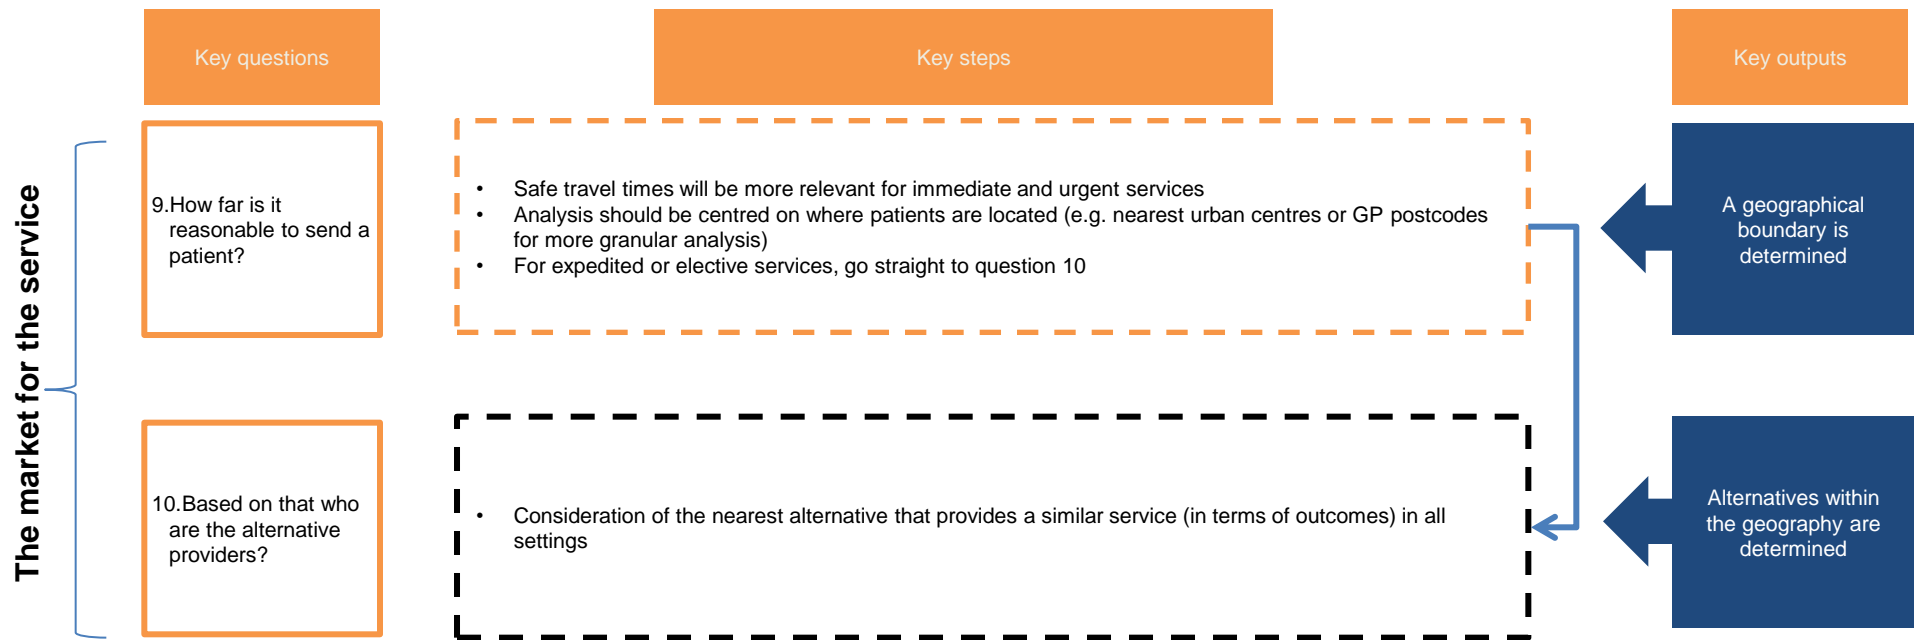 Key questions
Key steps
Key outputs
The market for the service
9.How far is it
reasonable to send a
patient?
• Safe travel times will be more relevant for immediate and urgent services
• Analysis should be centred on where patients are located (e.g. nearest urban centres or GP postcodes
for more granular analysis)
• For expedited or elective services, go straight to question 10
A geographical
boundary is
determined
10.Based on that who
are the alternative
providers?
• Consideration of the nearest alternative that provides a similar service (in terms of outcomes) in all
settings
Alternatives within
the geography are
determined